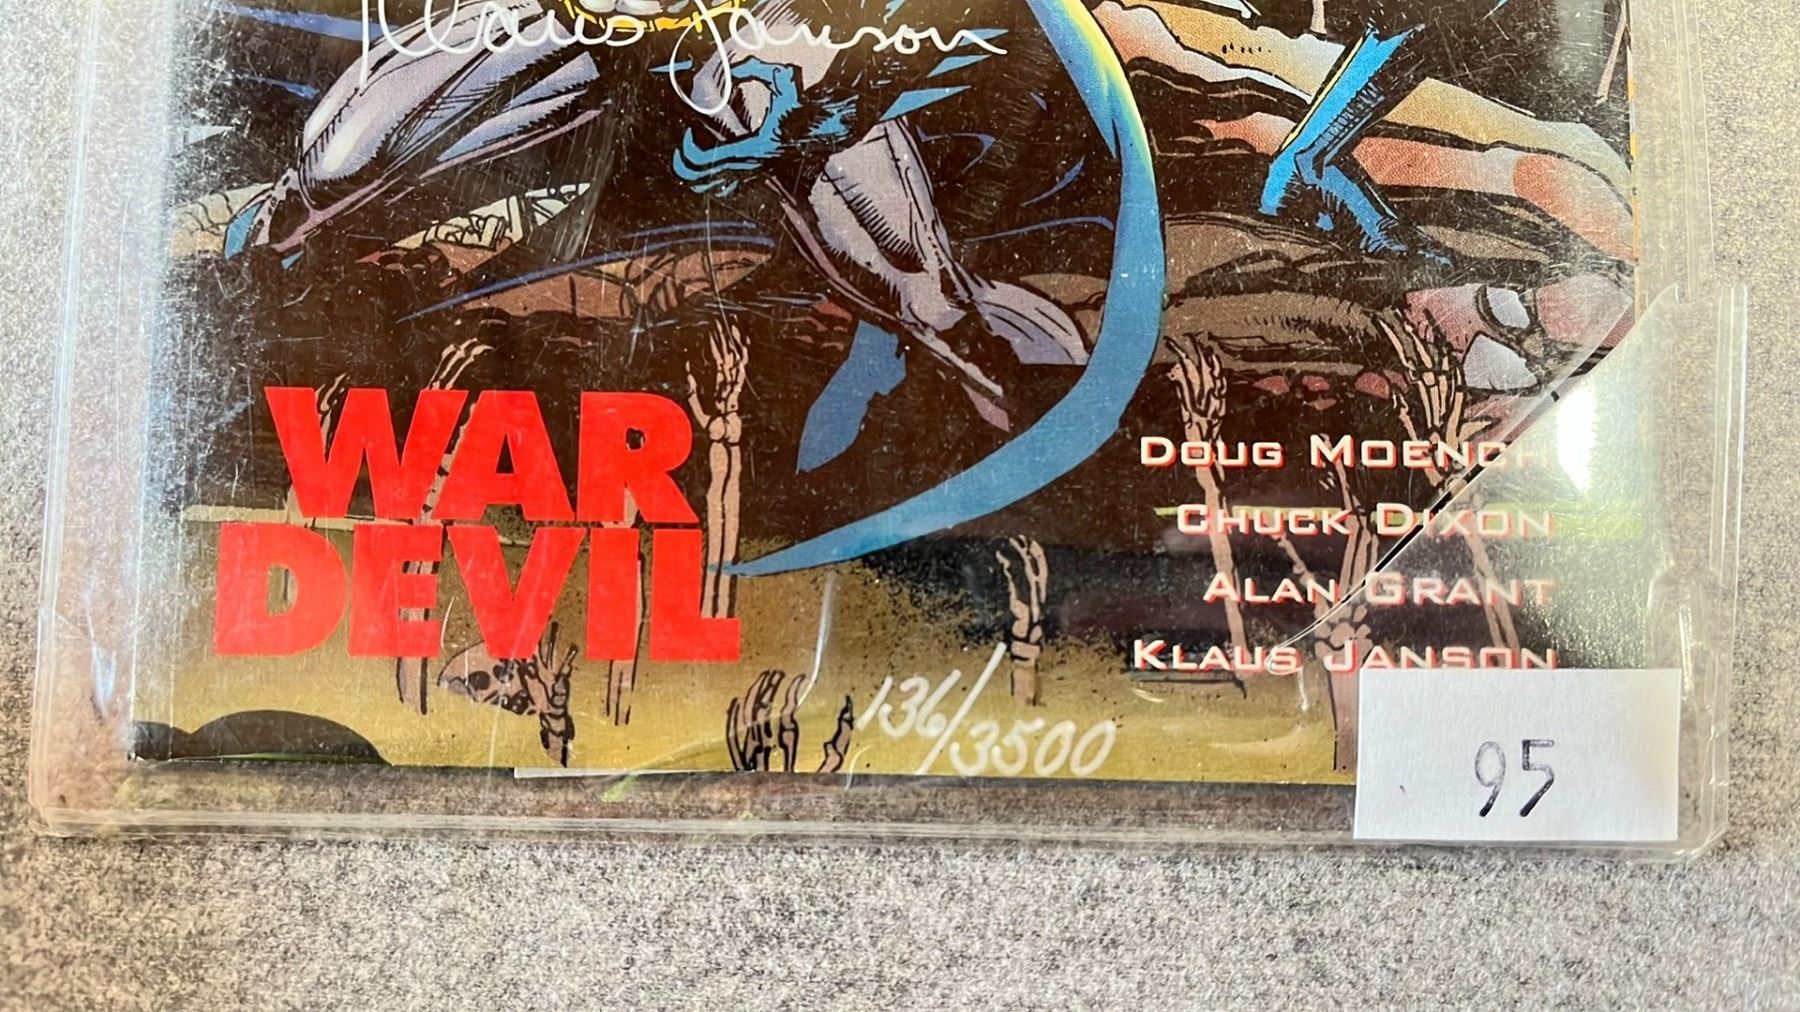 Klaus Janson
WAR
DEVIL
DOUG MOENCH
CHUCK DIXON
ALAN GRANT
KLAUS JANSON
136/3500
95